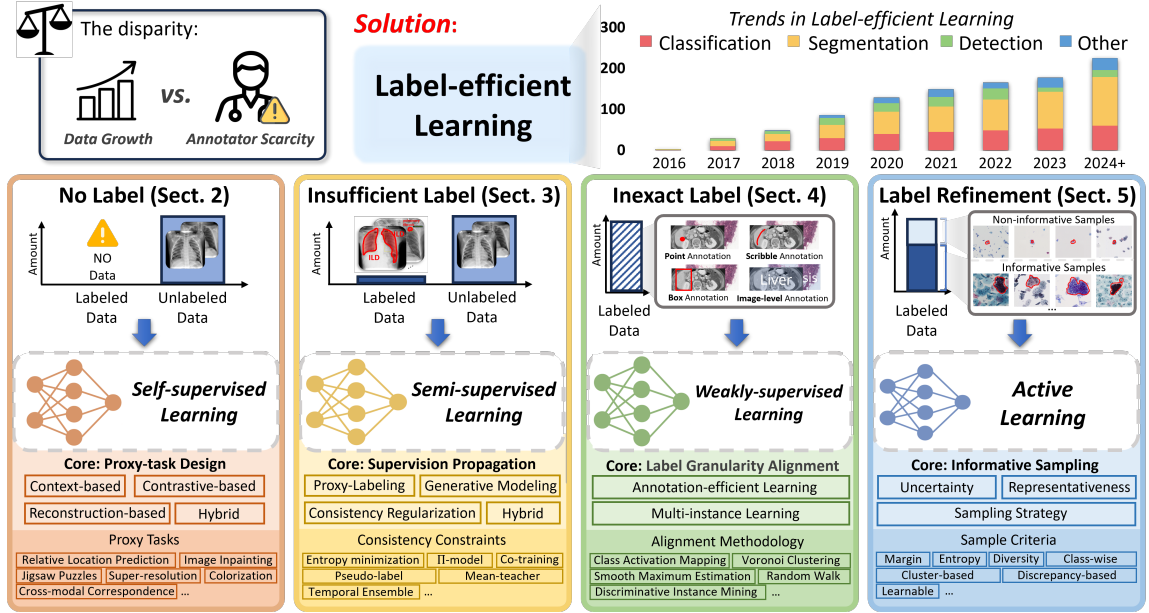 The disparity:
vs.
Data Growth
Annotator Scarcity
Solution:
Label-efficient
Learning
Trends in Label-efficient Learning
Classification
Segmentation
Detection
Other
300
200
100
0
2016
2017
2018
2019
2020
2021
2022
2023
2024+
No Label (Sect. 2)
Amount
NO
Data
Labeled
Data
Unlabeled
Data
Self-supervised
Learning
Core: Proxy-task Design
Context-based
Contrastive-based
Reconstruction-based
Hybrid
Proxy Tasks
Relative Location Prediction
Image Inpainting
Jigsaw Puzzles
Super-resolution
Colorization
Cross-modal Correspondence
...
Insufficient Label (Sect. 3)
Amount
ILD
ILD
...
Labeled
Data
Unlabeled
Data
Semi-supervised
Learning
Core: Supervision Propagation
Proxy-Labeling
Generative Modeling
Consistency Regularization
Hybrid
Consistency Constraints
Entropy minimization
Π-model
Co-training
Pseudo-label
Mean-teacher
Temporal Ensemble
...
Inexact Label (Sect. 4)
Amount
Point Annotation
Scribble Annotation
Liver
sis
Box Annotation
Image-level Annotation
Labeled
Data
Weakly-supervised
Learning
Core: Label Granularity Alignment
Annotation-efficient Learning
Multi-instance Learning
Alignment Methodology
Class Activation Mapping
Voronoi Clustering
Smooth Maximum Estimation
Random Walk
Discriminative Instance Mining
...
Label Refinement (Sect. 5)
Amount
Non-informative Samples
Informative Samples
...
Labeled
Data
Active
Learning
Core: Informative Sampling
Uncertainty
Representativeness
Sampling Strategy
Sample Criteria
Margin
Entropy
Diversity
Class-wise
Cluster-based
Discrepancy-based
Learnable
...